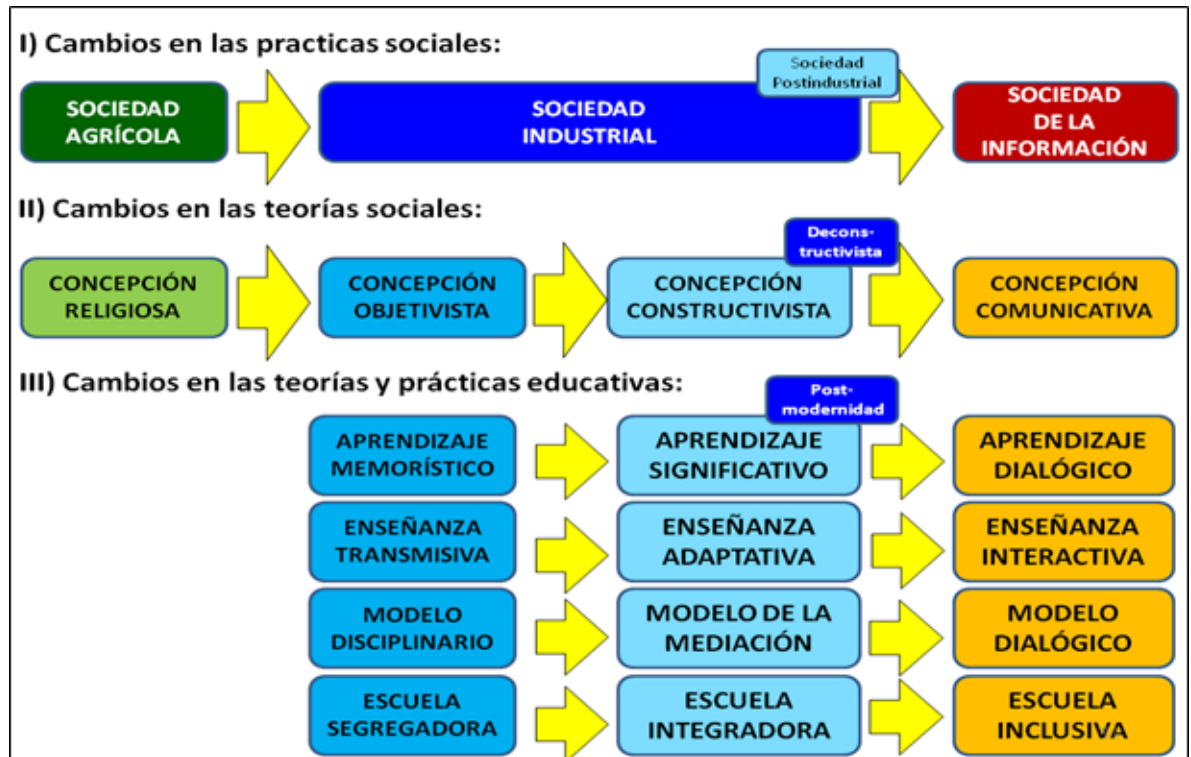 I) Cambios en las practicas sociales:
Sociedad
Postindustrial
SOCIEDAD
AGRÍCOLA
SOCIEDAD
INDUSTRIAL
SOCIEDAD
DE LA
INFORMACIÓN
II) Cambios en las teorías sociales:
Decons-
tructivista
CONCEPCIÓN
RELIGIOSA
CONCEPCIÓN
OBJETIVISTA
CONCEPCIÓN
CONSTRUCTIVISTA
CONCEPCIÓN
COMUNICATIVA
III) Cambios en las teorías y prácticas educativas:
Post-
modernidad
APRENDIZAJE
MEMORÍSTICO
APRENDIZAJE
SIGNIFICATIVO
APRENDIZAJE
DIALÓGICO
ENSEÑANZA
TRANSMISIVA
ENSEÑANZA
ADAPTATIVA
ENSEÑANZA
INTERACTIVA
MODELO
DISCIPLINARIO
MODELO DE LA
MEDIACIÓN
MODELO
DIALÓGICO
ESCUELA
SEGREGADORA
ESCUELA
INTEGRADORA
ESCUELA
INCLUSIVA